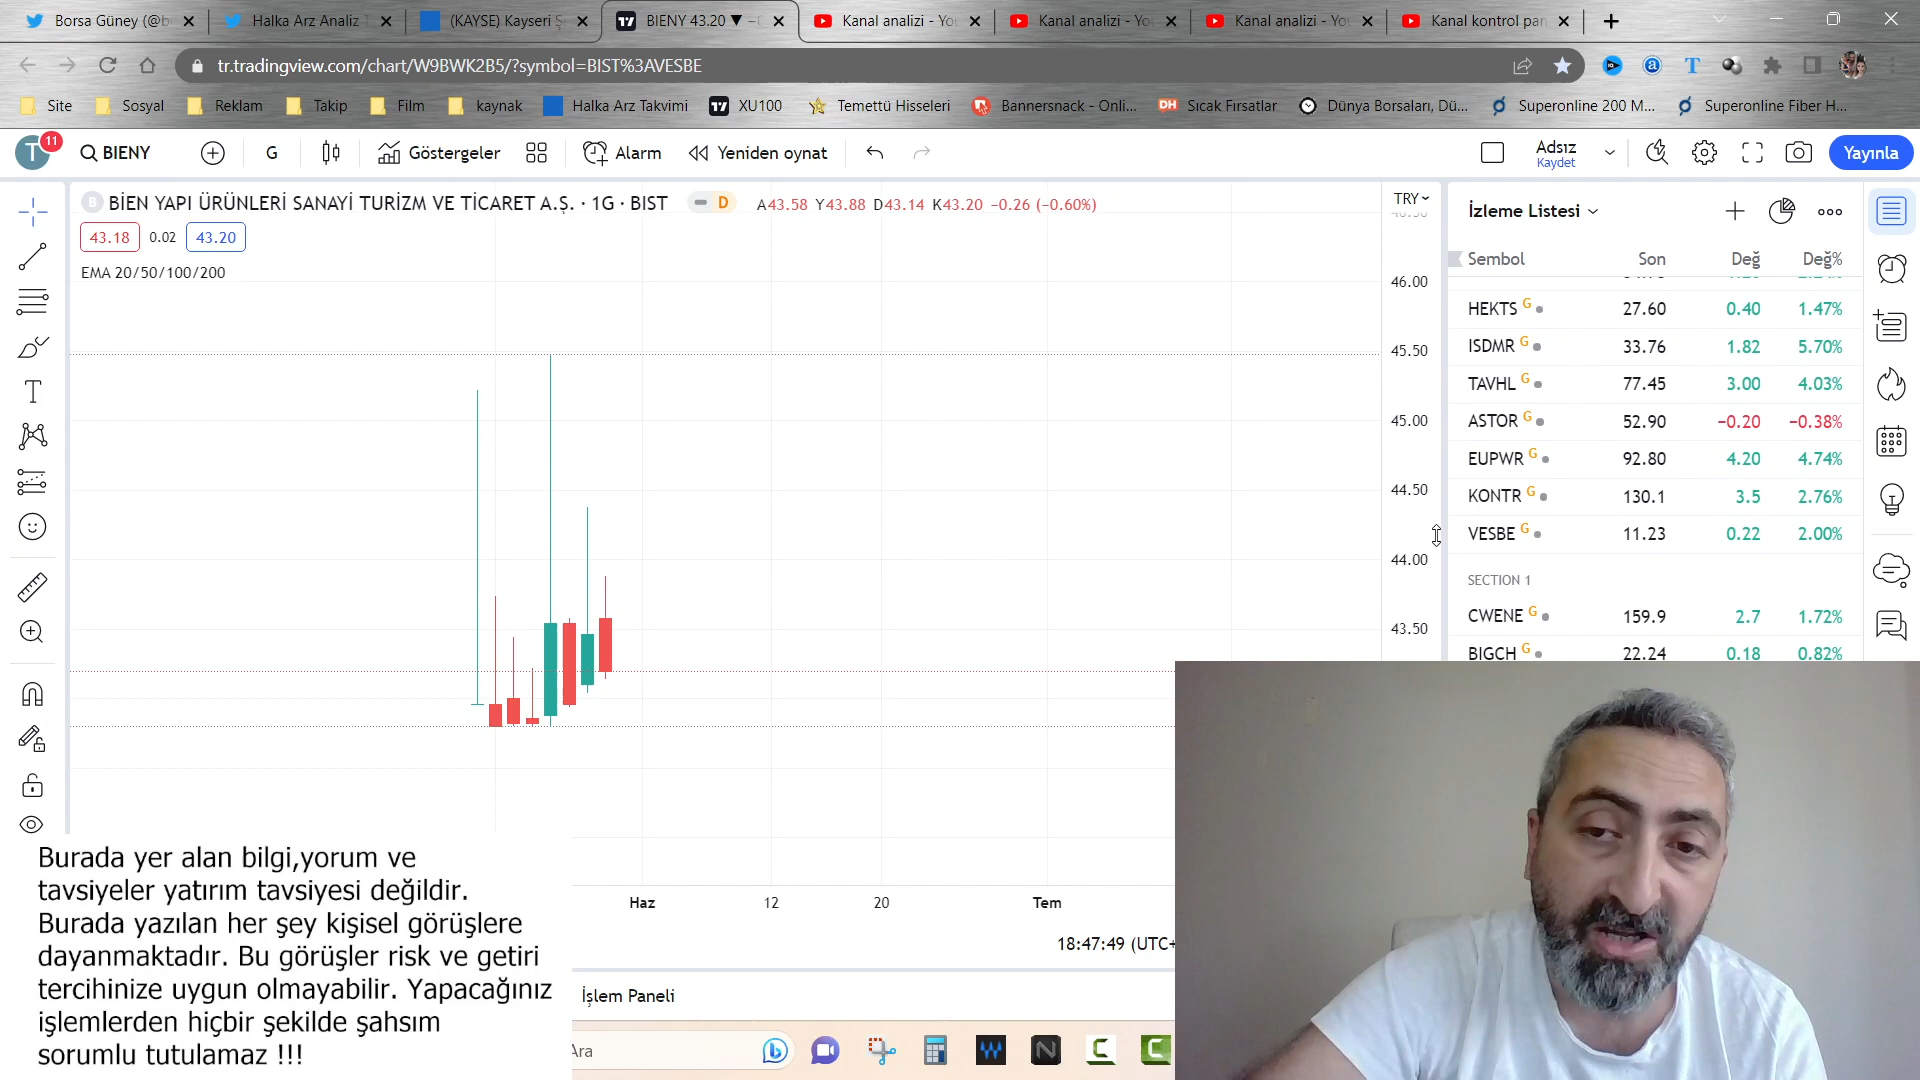 Borsa Güney (@b
Halka Arz Analiz
(KAYSE) Kayseri Ş
BIENY 43.20 ▼ −
Kanal analizi - Yo
Kanal analizi - Yo
Kanal analizi - Yo
Kanal kontrol pan
tr.tradingview.com/chart/W9BWK2B5/?symbol=BIST%3AVESBE
Site
Sosyal
Reklam
Takip
Film
kaynak
Halka Arz Takvimi
XU100
Temettü Hisseleri
Bannersnack - Onli...
DH Sıcak Fırsatlar
Dünya Borsaları, Dü...
Superonline 200 M...
Superonline Fiber H...
T
11
BIENY
G
Göstergeler
Alarm
Yeniden oynat
Adsız
Kaydet
Yayınla
B BİEN YAPI ÜRÜNLERİ SANAYİ TURİZM VE TİCARET A.Ş. · 1G · BIST
D
A43.58 Y43.88 D43.14 K43.20 −0.26 (−0.60%)
43.18 0.02 43.20
EMA 20/50/100/200
TRY
46.00
45.50
45.00
44.50
44.00
43.50
İzleme Listesi
Sembol Son Değ Değ%
HEKTS G 27.60 0.40 1.47%
ISDMR G 33.76 1.82 5.70%
TAVHL G 77.45 3.00 4.03%
ASTOR G 52.90 −0.20 −0.38%
EUPWR G 92.80 4.20 4.74%
KONTR G 130.1 3.5 2.76%
VESBE G 11.23 0.22 2.00%
SECTION 1
CWENE G 159.9 2.7 1.72%
BIGCH G 22.24 0.18 0.82%
Haz 12 20 Tem
18:47:49 (UTC+
İşlem Paneli
Ara
Burada yer alan bilgi,yorum ve
tavsiyeler yatırım tavsiyesi değildir.
Burada yazılan her şey kişisel görüşlere
dayanmaktadır. Bu görüşler risk ve getiri
tercihinize uygun olmayabilir. Yapacağınız
işlemlerden hiçbir şekilde şahsım
sorumlu tutulamaz !!!